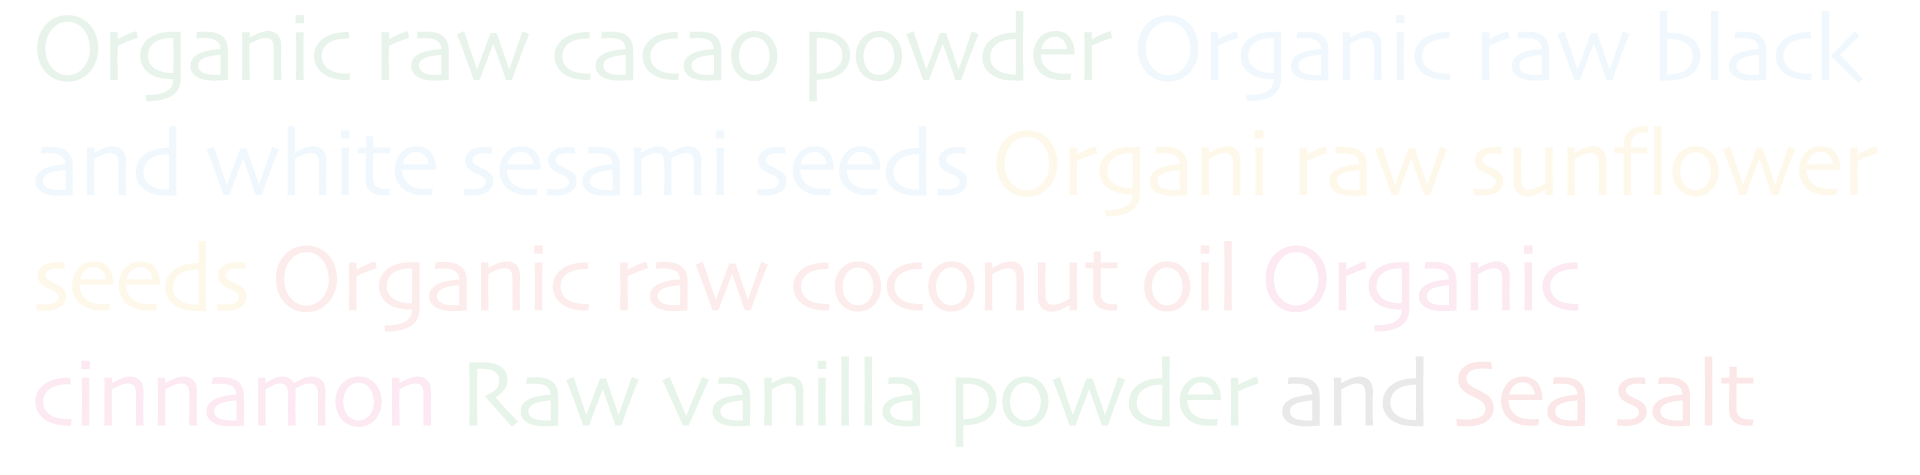 Organic raw cacao powder Organic raw black
and white sesami seeds Organi raw sunflower
seeds Organic raw coconut oil Organic
cinnamon Raw vanilla powder and Sea salt